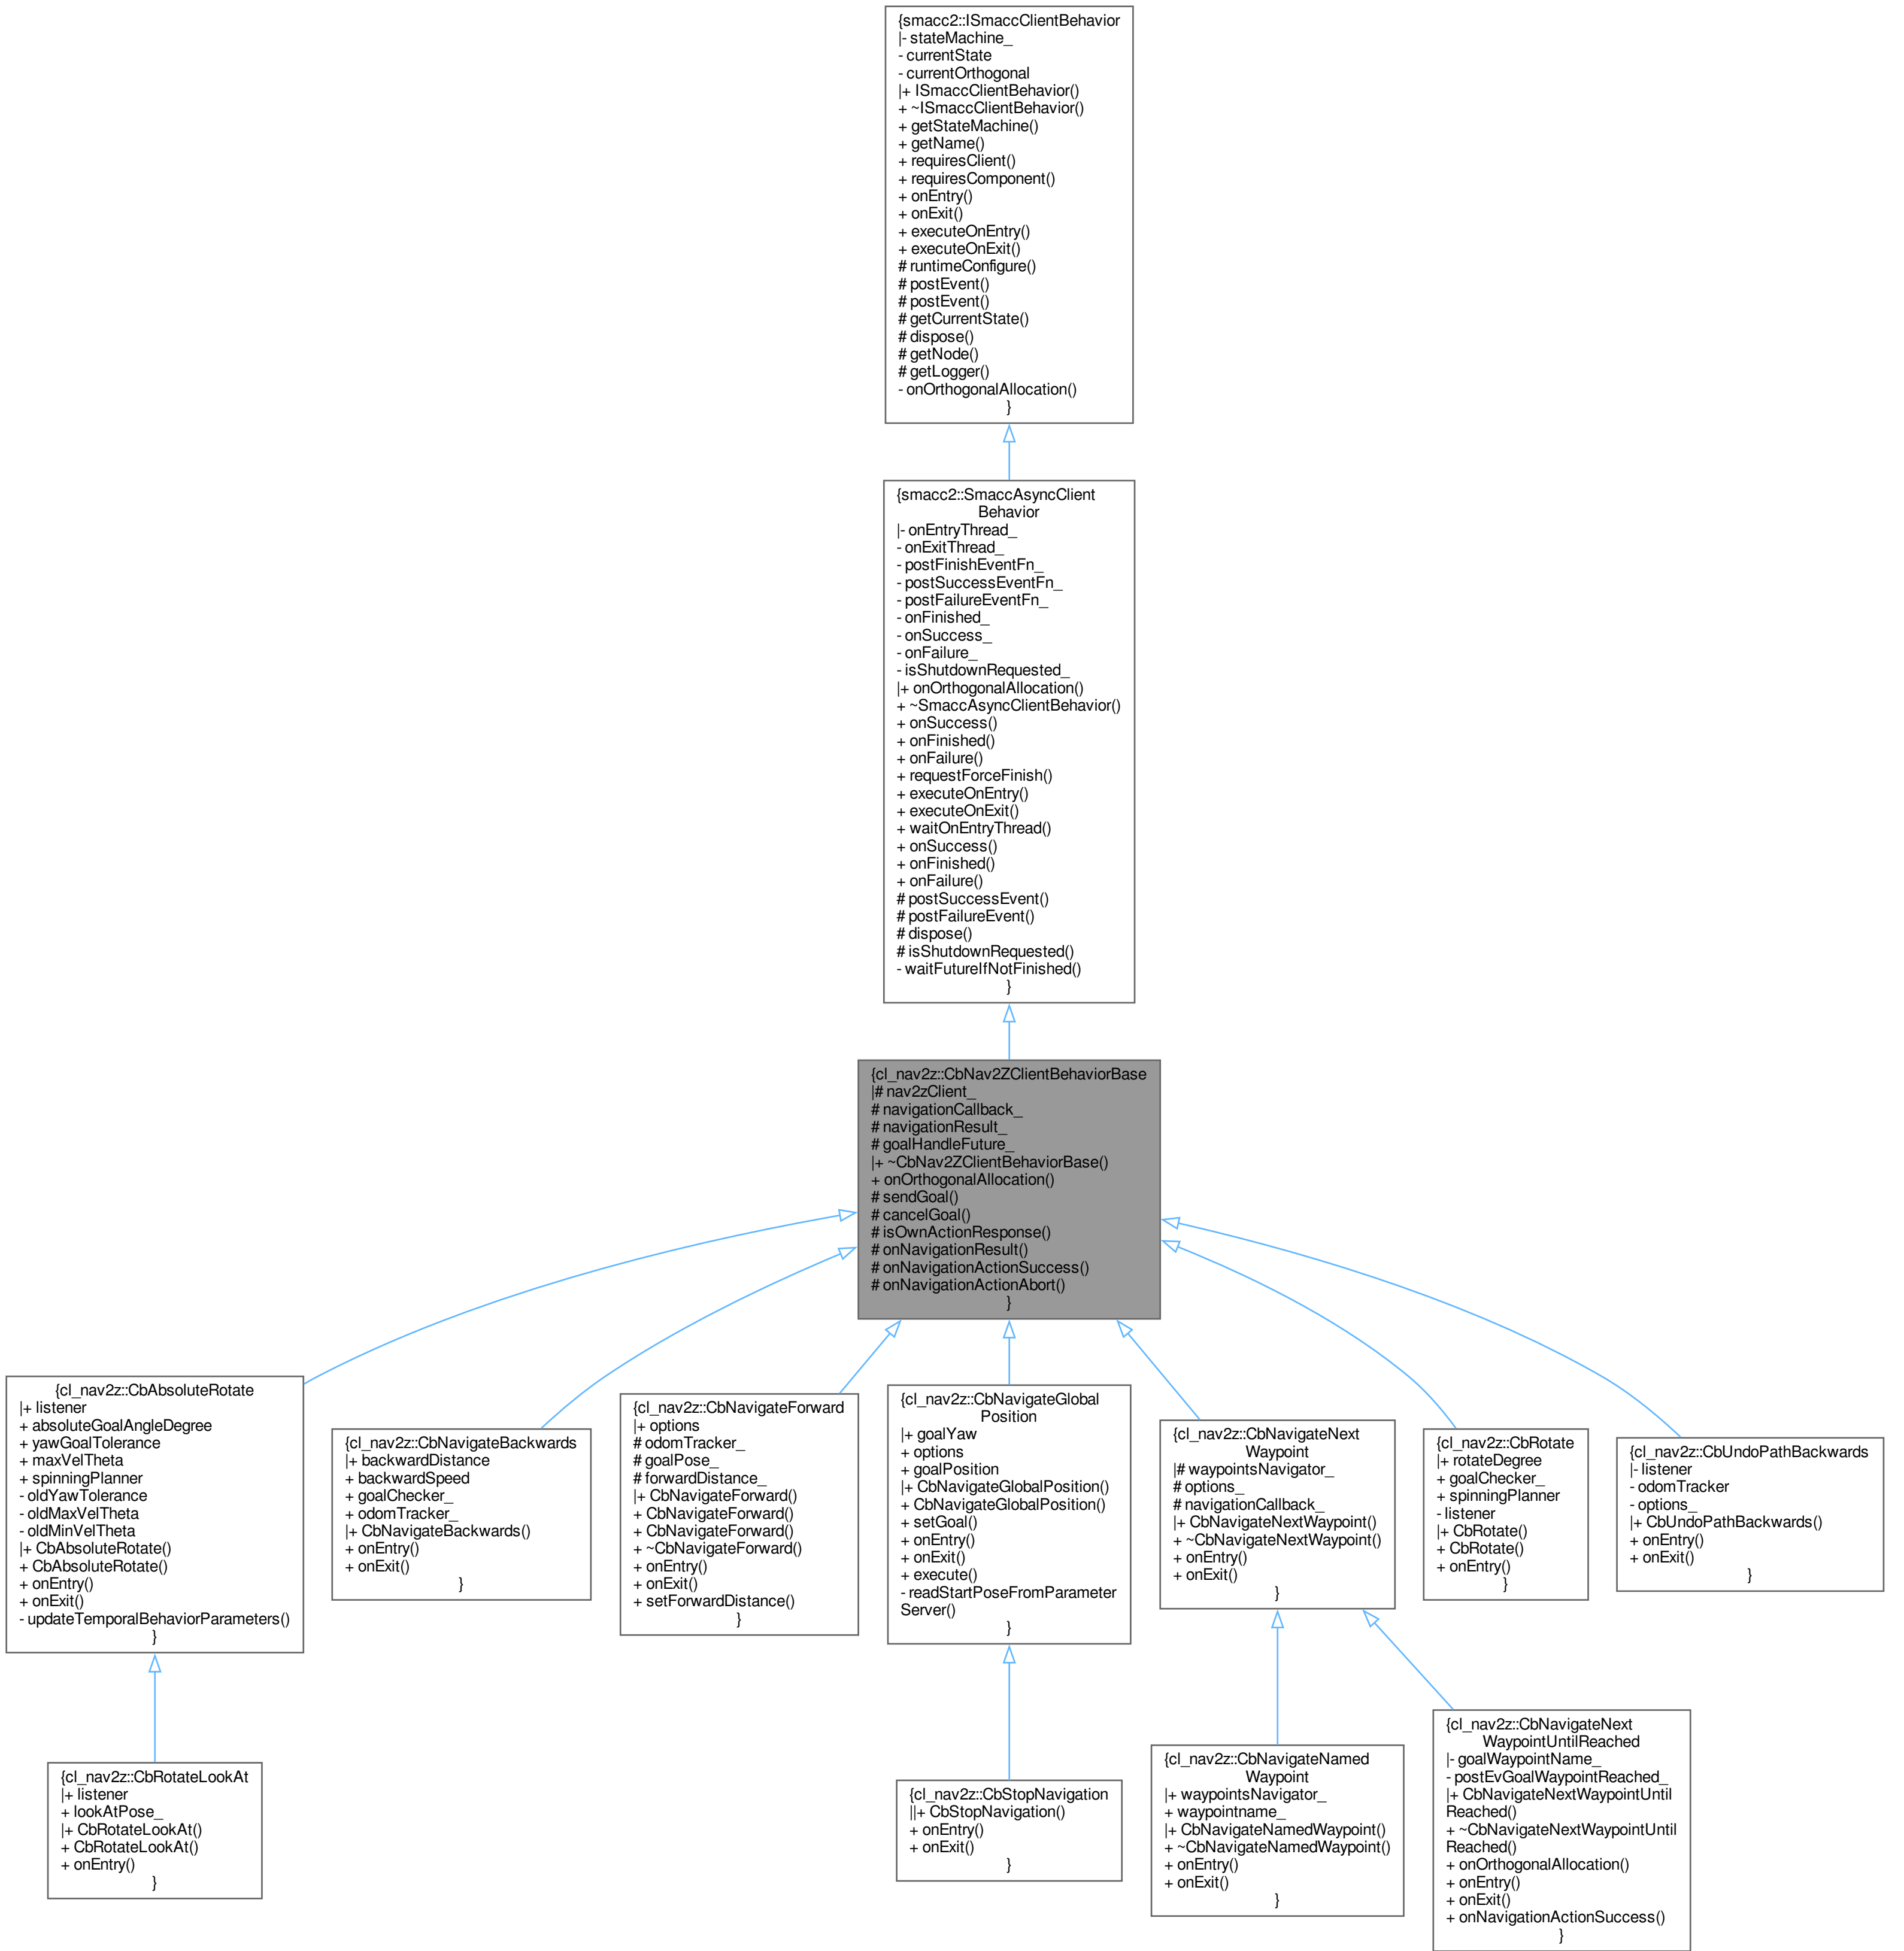 {smacc2::ISmaccClientBehavior
|- stateMachine_
- currentState
- currentOrthogonal
|+ ISmaccClientBehavior()
+ ~ISmaccClientBehavior()
+ getStateMachine()
+ getName()
+ requiresClient()
+ requiresComponent()
+ onEntry()
+ onExit()
+ executeOnEntry()
+ executeOnExit()
# runtimeConfigure()
# postEvent()
# postEvent()
# getCurrentState()
# dispose()
# getNode()
# getLogger()
- onOrthogonalAllocation()
}
{smacc2::SmaccAsyncClient
Behavior
|- onEntryThread_
- onExitThread_
- postFinishEventFn_
- postSuccessEventFn_
- postFailureEventFn_
- onFinished_
- onSuccess_
- onFailure_
- isShutdownRequested_
|+ onOrthogonalAllocation()
+ ~SmaccAsyncClientBehavior()
+ onSuccess()
+ onFinished()
+ onFailure()
+ requestForceFinish()
+ executeOnEntry()
+ executeOnExit()
+ waitOnEntryThread()
+ onSuccess()
+ onFinished()
+ onFailure()
# postSuccessEvent()
# postFailureEvent()
# dispose()
# isShutdownRequested()
- waitFutureIfNotFinished()
}
{cl_nav2z::CbNav2ZClientBehaviorBase
|# nav2zClient_
# navigationCallback_
# navigationResult_
# goalHandleFuture_
|+ ~CbNav2ZClientBehaviorBase()
+ onOrthogonalAllocation()
# sendGoal()
# cancelGoal()
# isOwnActionResponse()
# onNavigationResult()
# onNavigationActionSuccess()
# onNavigationActionAbort()
}
{cl_nav2z::CbAbsoluteRotate
|+ listener
+ absoluteGoalAngleDegree
+ yawGoalTolerance
+ maxVelTheta
+ spinningPlanner
- oldYawTolerance
- oldMaxVelTheta
- oldMinVelTheta
|+ CbAbsoluteRotate()
+ CbAbsoluteRotate()
+ onEntry()
+ onExit()
- updateTemporalBehaviorParameters()
}
{cl_nav2z::CbNavigateBackwards
|+ backwardDistance
+ backwardSpeed
+ goalChecker_
+ odomTracker_
|+ CbNavigateBackwards()
+ onEntry()
+ onExit()
}
{cl_nav2z::CbNavigateForward
|+ options
# odomTracker_
# goalPose_
# forwardDistance_
|+ CbNavigateForward()
+ CbNavigateForward()
+ CbNavigateForward()
+ ~CbNavigateForward()
+ onEntry()
+ onExit()
+ setForwardDistance()
}
{cl_nav2z::CbNavigateGlobal
Position
|+ goalYaw
+ options
+ goalPosition
|+ CbNavigateGlobalPosition()
+ CbNavigateGlobalPosition()
+ setGoal()
+ onEntry()
+ onExit()
+ execute()
- readStartPoseFromParameter
Server()
}
{cl_nav2z::CbNavigateNext
Waypoint
|# waypointsNavigator_
# options_
# navigationCallback_
|+ CbNavigateNextWaypoint()
+ ~CbNavigateNextWaypoint()
+ onEntry()
+ onExit()
}
{cl_nav2z::CbRotate
|+ rotateDegree
+ goalChecker_
+ spinningPlanner
- listener
|+ CbRotate()
+ CbRotate()
+ onEntry()
}
{cl_nav2z::CbUndoPathBackwards
|- listener
- odomTracker
- options_
|+ CbUndoPathBackwards()
+ onEntry()
+ onExit()
}
{cl_nav2z::CbRotateLookAt
|+ listener
+ lookAtPose_
|+ CbRotateLookAt()
+ CbRotateLookAt()
+ onEntry()
}
{cl_nav2z::CbStopNavigation
||+ CbStopNavigation()
+ onEntry()
+ onExit()
}
{cl_nav2z::CbNavigateNamed
Waypoint
|+ waypointsNavigator_
+ waypointname_
|+ CbNavigateNamedWaypoint()
+ ~CbNavigateNamedWaypoint()
+ onEntry()
+ onExit()
}
{cl_nav2z::CbNavigateNext
WaypointUntilReached
|- goalWaypointName_
- postEvGoalWaypointReached_
|+ CbNavigateNextWaypointUntil
Reached()
+ ~CbNavigateNextWaypointUntil
Reached()
+ onOrthogonalAllocation()
+ onEntry()
+ onExit()
+ onNavigationActionSuccess()
}